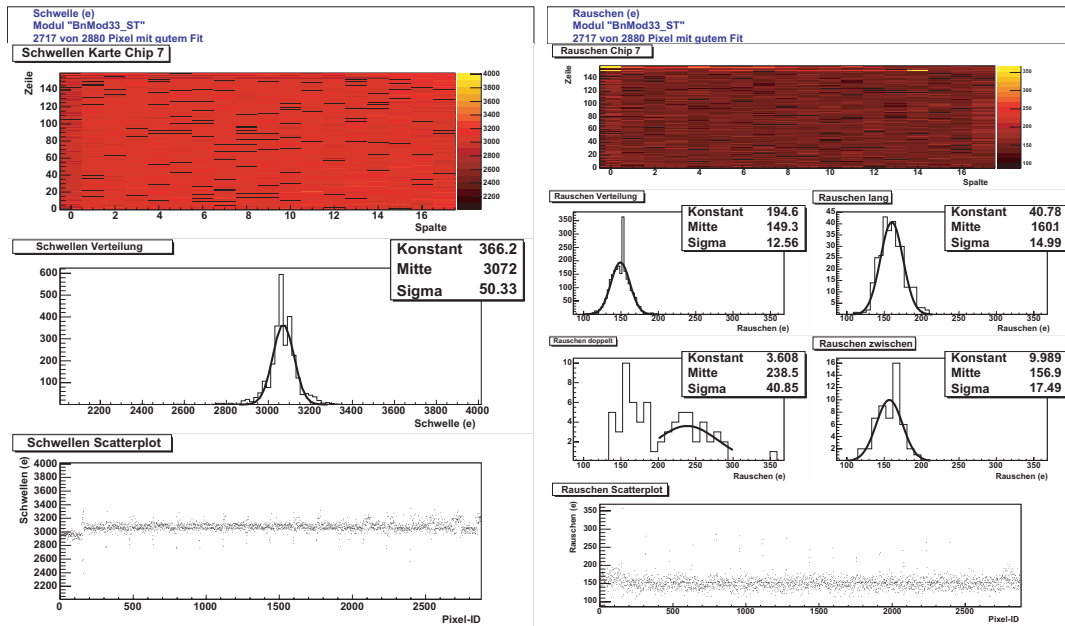 Schwelle (e)
Modul "BnMod33_ST"
2717 von 2880 Pixel mit gutem Fit
Schwellen Karte Chip 7
Zeile
140
120
100
80
60
40
20
0
0 2 4 6 8 10 12 14 16
Spalte
4000
3800
3600
3400
3200
3000
2800
2600
2400
2200
Schwellen Verteilung
Konstant 366.2
Mitte 3072
Sigma 50.33
600
500
400
300
200
100
2200 2400 2600 2800 3000 3200 3400 3600 3800 4000
Schwelle (e)
Schwellen Scatterplot
Schwellen (e)
4000
3800
3600
3400
3200
3000
2800
2600
2400
2200
0 500 1000 1500 2000 2500
Pixel-ID
Rauschen (e)
Modul "BnMod33_ST"
2717 von 2880 Pixel mit gutem Fit
Rauschen Chip 7
Zeile
140
120
100
80
60
40
20
0
0 2 4 6 8 10 12 14 16
Spalte
350
300
250
200
150
100
Rauschen Verteilung
Konstant 194.6
Mitte 149.3
Sigma 12.56
350
300
250
200
150
100
50
100 150 200 250 300 350
Rauschen (e)
Rauschen lang
Konstant 40.78
Mitte 160.1
Sigma 14.99
45
40
35
30
25
20
15
10
5
100 150 200 250 300 350
Rauschen (e)
Rauschen doppelt
Konstant 3.608
Mitte 238.5
Sigma 40.85
10
8
6
4
2
100 150 200 250 300 350
Rauschen (e)
Rauschen zwischen
Konstant 9.989
Mitte 156.9
Sigma 17.49
16
14
12
10
8
6
4
2
100 150 200 250 300 350
Rauschen (e)
Rauschen Scatterplot
Rauschen (e)
350
300
250
200
150
100
0 500 1000 1500 2000 2500
Pixel-ID